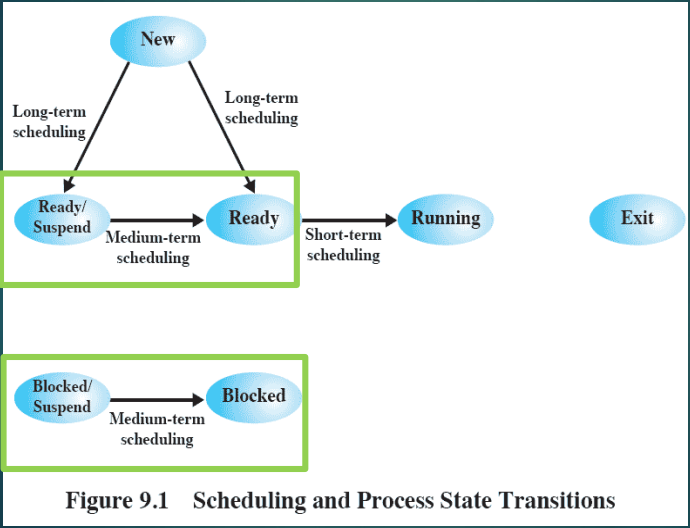 New
Long-term
scheduling
Long-term
scheduling
Ready/
Suspend
Medium-term
scheduling
Ready
Short-term
scheduling
Running
Exit
Blocked/
Suspend
Medium-term
scheduling
Blocked
Figure 9.1 Scheduling and Process State Transitions